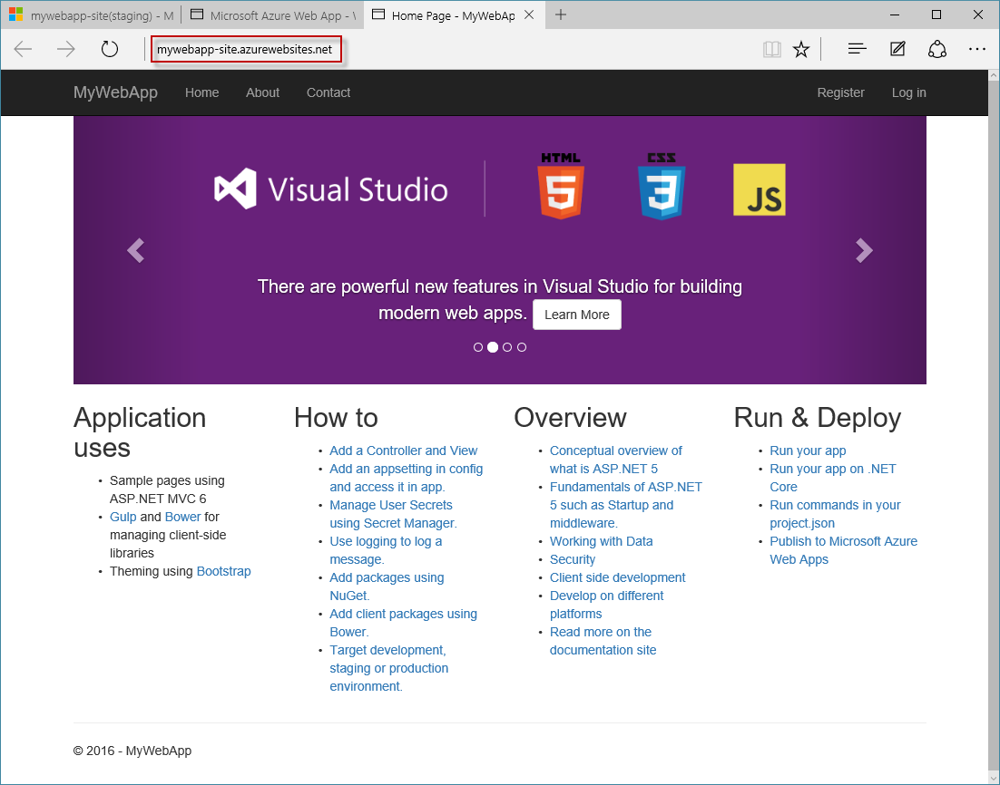 mywebapp-site(staging) - M
Microsoft Azure Web App - W
Home Page - MyWebAp
mywebapp-site.azurewebsites.net
MyWebApp Home About Contact Register Log in
Visual Studio HTML 5 CSS 3 JS
There are powerful new features in Visual Studio for building
modern web apps. Learn More
Application
uses
Sample pages using
ASP.NET MVC 6
Gulp and Bower for
managing client-side
libraries
Theming using Bootstrap
How to
Add a Controller and View
Add an appsetting in config
and access it in app.
Manage User Secrets
using Secret Manager.
Use logging to log a
message.
Add packages using
NuGet.
Add client packages using
Bower.
Target development,
staging or production
environment.
Overview
Conceptual overview of
what is ASP.NET 5
Fundamentals of ASP.NET
5 such as Startup and
middleware.
Working with Data
Security
Client side development
Develop on different
platforms
Read more on the
documentation site
Run & Deploy
Run your app
Run your app on .NET
Core
Run commands in your
project.json
Publish to Microsoft Azure
Web Apps
© 2016 - MyWebApp